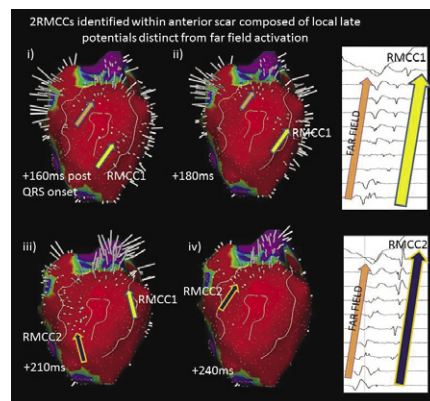 2RMCCs identified within anterior scar composed of local late
potentials distinct from far field activation
i)
RMCC1
+160ms post
QRS onset
ii)
RMCC1
+180ms
RMCC1
FAR FIELD
iii)
RMCC1
RMCC2
+210ms
iv)
RMCC2
+240ms
RMCC2
FAR FIELD